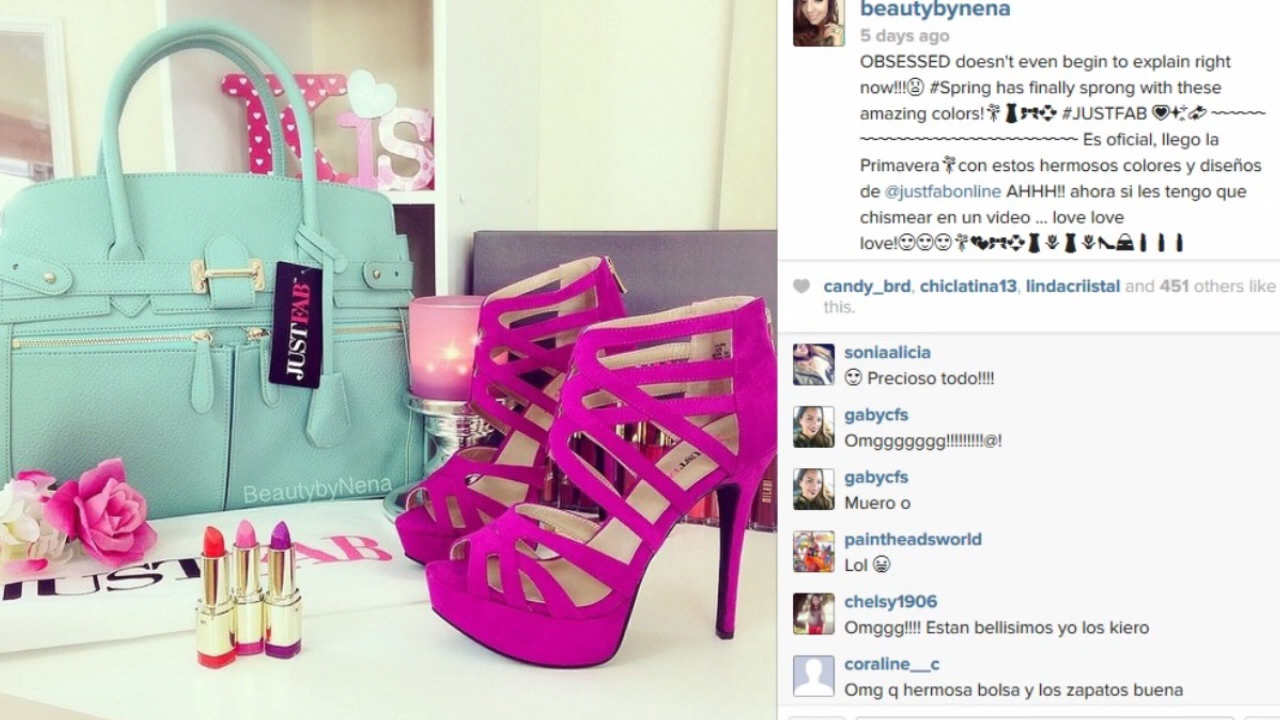 Kis
JUSTFAB
BeautybyNena
JUSTFAB
beautybynena
5 days ago
OBSESSED doesn't even begin to explain right
now!!! #Spring has finally sprong with these
amazing colors! #JUSTFAB ~~~~~~
~~~~~~~~~~~~~~~~~~~~~~~~ Es oficial, llego la
Primavera con estos hermosos colores y diseños
de @justfabonline AHHH!! ahora si les tengo que
chismear en un video ... love love
love!
candy_brd, chiclatina13, lindacriistal and 451 others like
this.
soniaalicia
Precioso todo!!!!
gabycfs
Omggggggg!!!!!!!!!@!
gabycfs
Muero o
paintheadsworld
Lol
chelsy1906
Omggg!!!! Estan bellisimos yo los kiero
coraline__c
Omg q hermosa bolsa y los zapatos buena